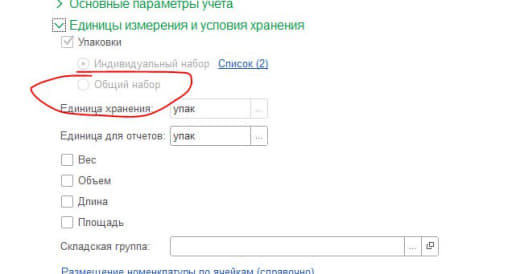 Основные параметры учета
Единицы измерения и условия хранения
Упаковки
Индивидуальный набор Список (2)
Общий набор
Единица хранения: упак ...
Единица для отчетов: упак ...
Вес
Объем
Длина
Площадь
Складская группа: ...
Размещение номенклатуры по ячейкам (справочно)